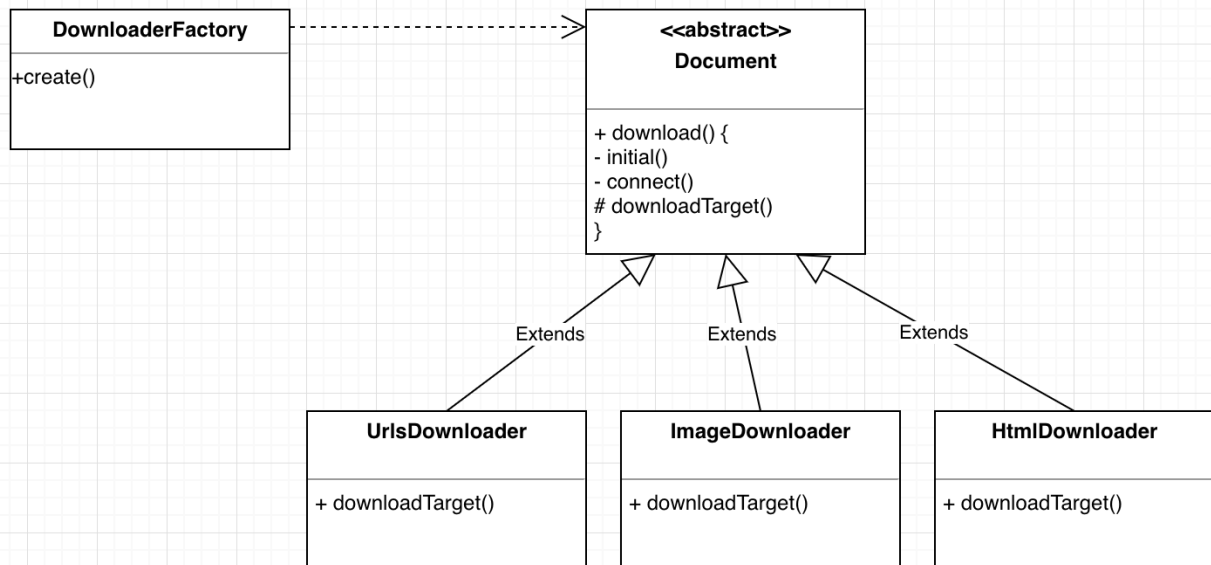 DownloaderFactory
+create()
<<abstract>>
Document
+ download() {
- initial()
- connect()
# downloadTarget()
}
Extends
Extends
Extends
UrlsDownloader
+ downloadTarget()
ImageDownloader
+ downloadTarget()
HtmlDownloader
+ downloadTarget()